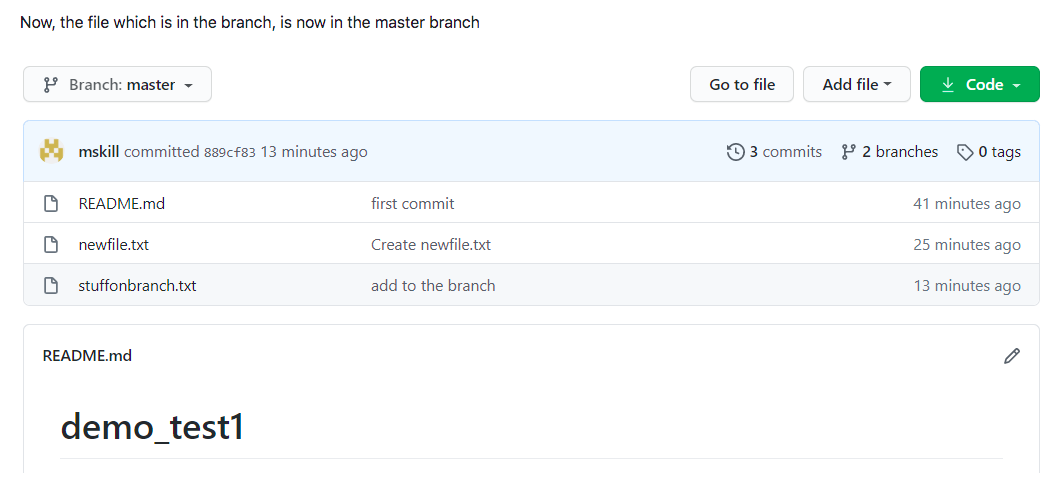 Now, the file which is in the branch, is now in the master branch
Branch: master Go to file Add file Code
mskill committed 889cf83 13 minutes ago 3 commits 2 branches 0 tags
README.md first commit 41 minutes ago
newfile.txt Create newfile.txt 25 minutes ago
stuffonbranch.txt add to the branch 13 minutes ago
README.md
demo_test1